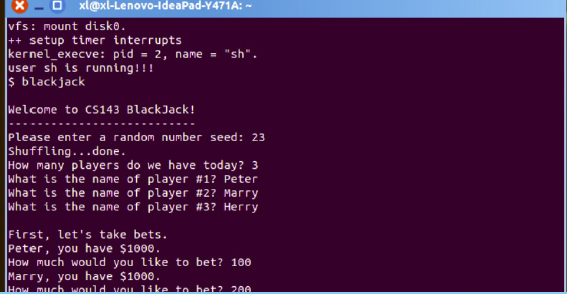 xl@xl-Lenovo-IdeaPad-Y471A: ~
vfs: mount disk0.
++ setup timer interrupts
kernel_execve: pid = 2, name = "sh".
user sh is running!!!
$ blackjack
Welcome to CS143 BlackJack!
---------------------------
Please enter a random number seed: 23
Shuffling...done.
How many players do we have today? 3
What is the name of player #1? Peter
What is the name of player #2? Marry
What is the name of player #3? Herry
First, let's take bets.
Peter, you have $1000.
How much would you like to bet? 100
Marry, you have $1000.
How much would you like to bet? 200